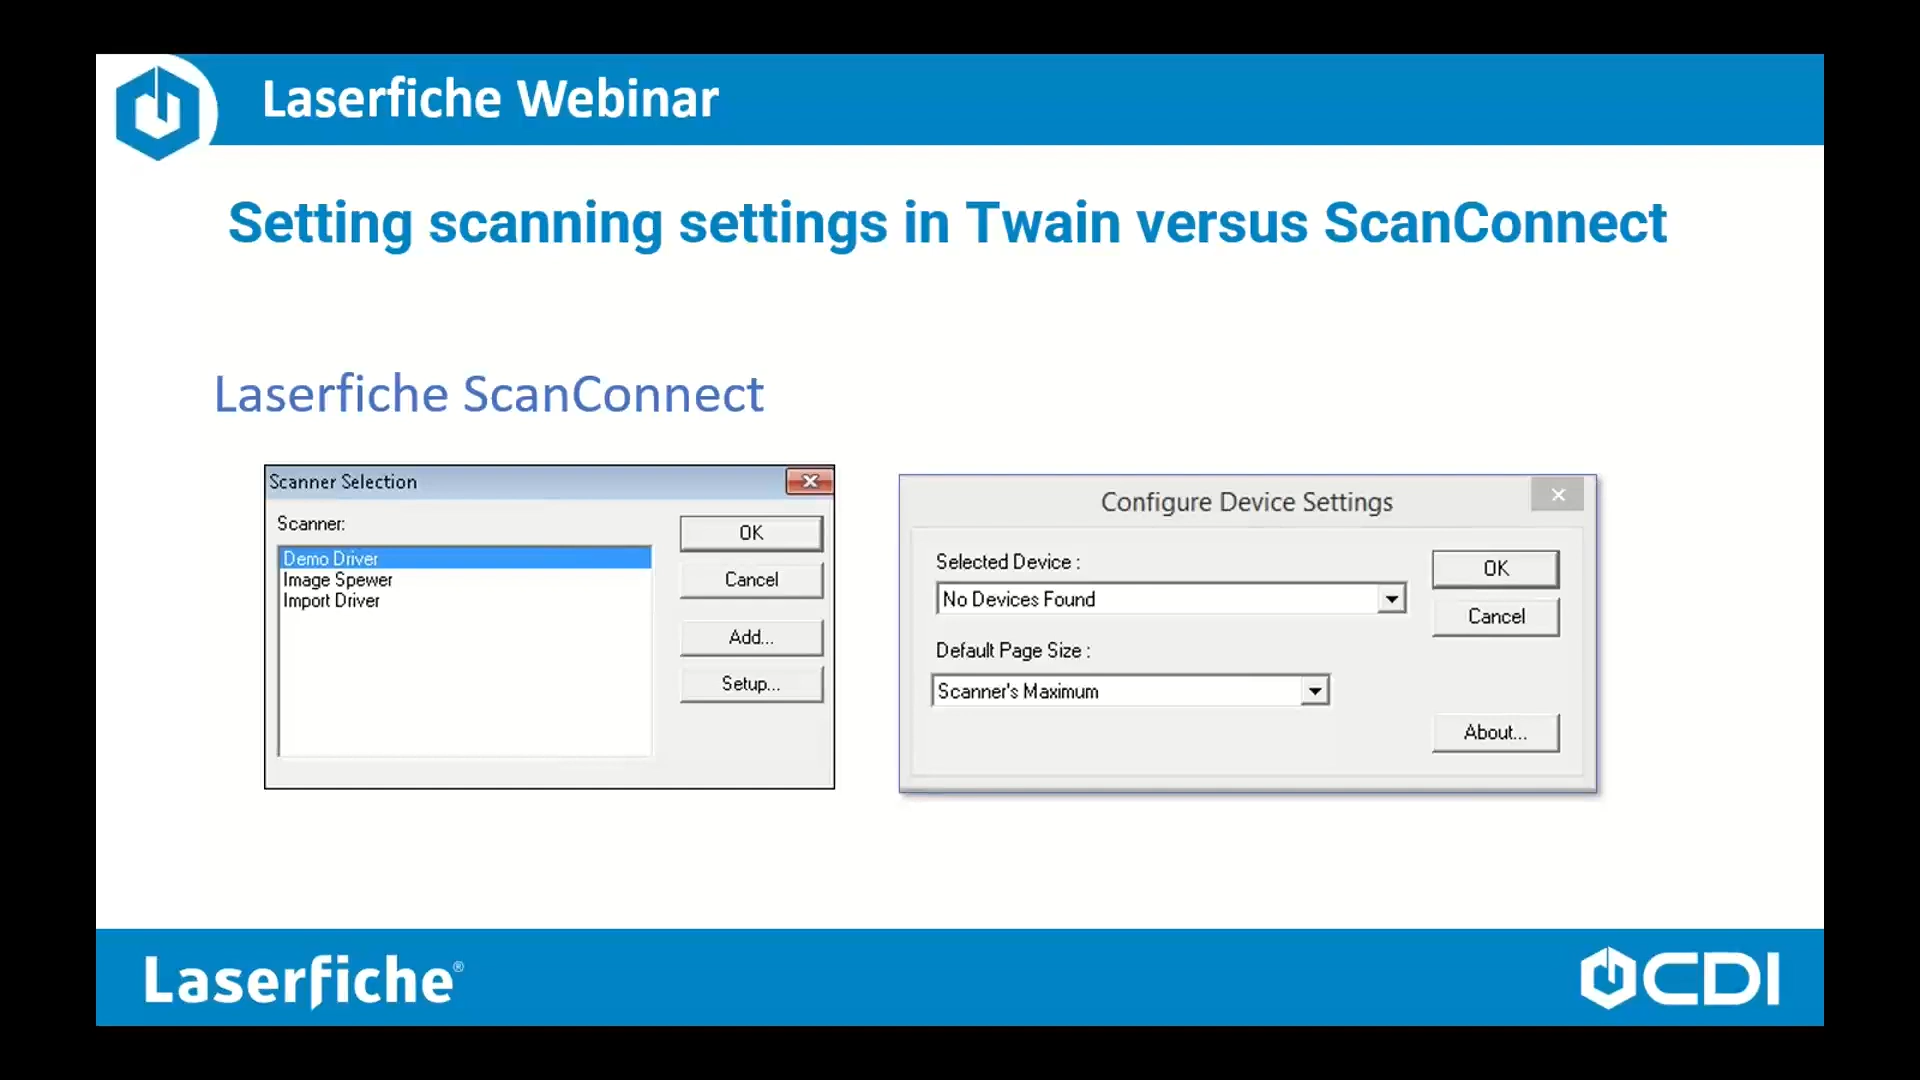 Laserfiche Webinar
Setting scanning settings in Twain versus ScanConnect
Laserfiche ScanConnect
Scanner Selection
Scanner:
Demo Driver
Image Spewer
Import Driver
OK
Cancel
Add...
Setup...
Configure Device Settings
Selected Device :
No Devices Found
Default Page Size :
Scanner's Maximum
OK
Cancel
About...
Laserfiche®
CDI